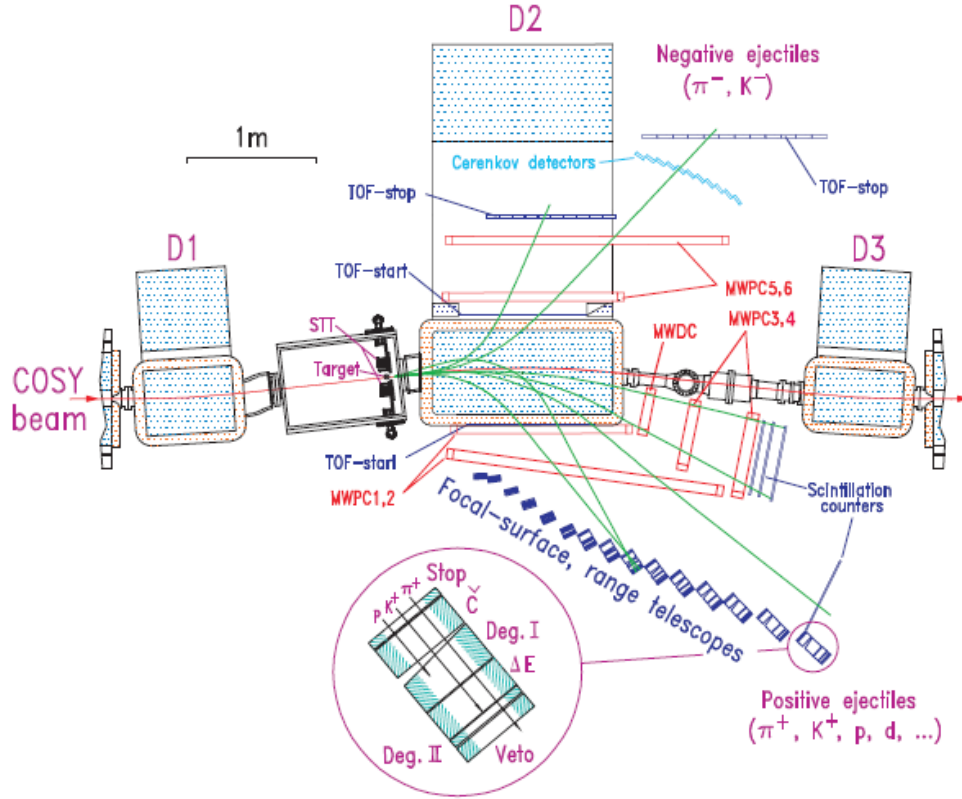 D2
Negative ejectiles
(π⁻, K⁻)
1m
Cerenkov detectors
TOF-stop
TOF-stop
D1
D3
TOF-start
MWPC5,6
STT
MWDC
MWPC3,4
Target
COSY
beam
TOF-start
MWPC1,2
Scintillation
counters
Focal-surface, range telescopes
Stop
p K⁺ π⁺
Č
Deg. I
ΔE
Deg. II
Veto
Positive ejectiles
(π⁺, K⁺, p, d, ...)